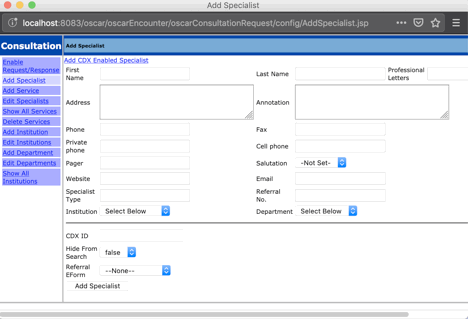 Add Specialist
localhost:8083/oscar/oscarEncounter/oscarConsultationRequest/config/AddSpecialist.jsp
Consultation
Add Specialist
Enable
Request/Response
Add Specialist
Add Service
Edit Specialists
Show All Services
Delete Services
Add Institution
Edit Institutions
Add Department
Edit Departments
Show All
Institutions
Add CDX Enabled Specialist
First
Name
Last Name
Professional
Letters
Address
Annotation
Phone
Fax
Private
phone
Cell phone
Pager
Salutation
-Not Set-
Website
Email
Specialist
Type
Referral
No.
Institution
Select Below
Department
Select Below
CDX ID
Hide From
Search
false
Referral
EForm
--None--
Add Specialist